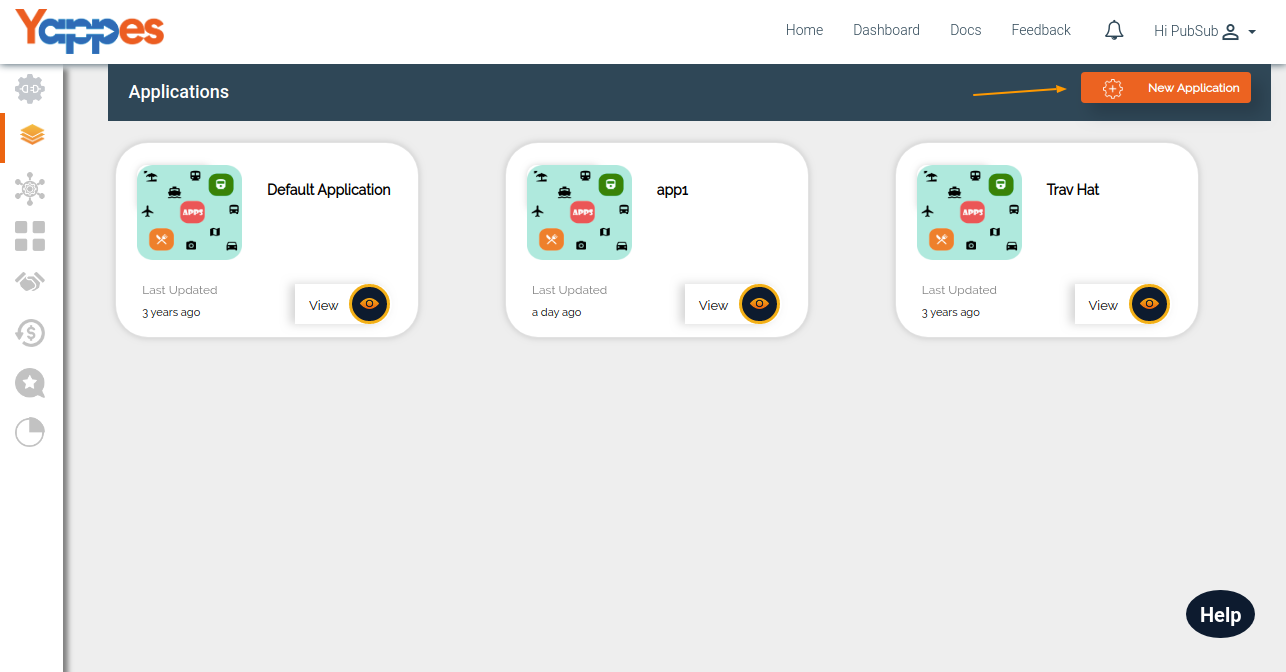 Yappes
Home Dashboard Docs Feedback Hi PubSub
Applications
New Application
APPS
Default Application
Last Updated
3 years ago
View
APPS
app1
Last Updated
a day ago
View
APPS
Trav Hat
Last Updated
3 years ago
View
Help